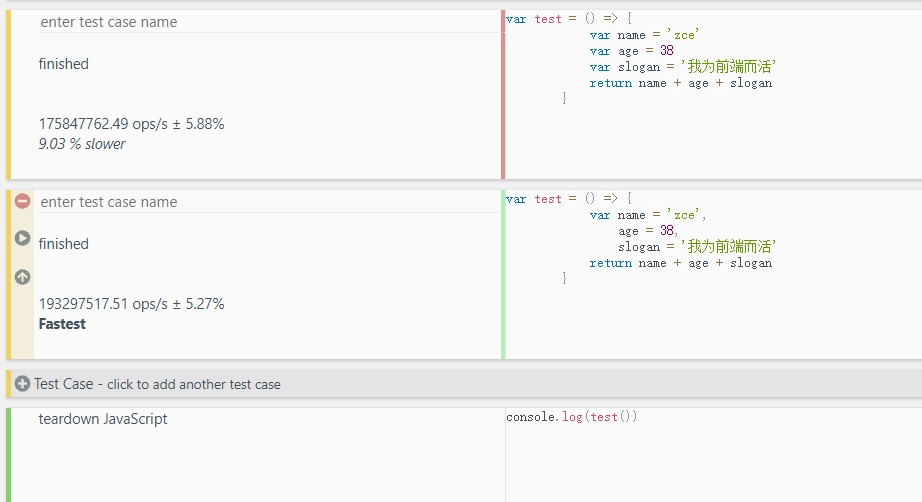 enter test case name
finished
175847762.49 ops/s ± 5.88%
9.03 % slower
var test = () => {
var name = 'zce'
var age = 38
var slogan = '我为前端而活'
return name + age + slogan
}
enter test case name
finished
193297517.51 ops/s ± 5.27%
Fastest
var test = () => {
var name = 'zce',
age = 38,
slogan = '我为前端而活'
return name + age + slogan
}
Test Case - click to add another test case
teardown JavaScript
console.log(test())